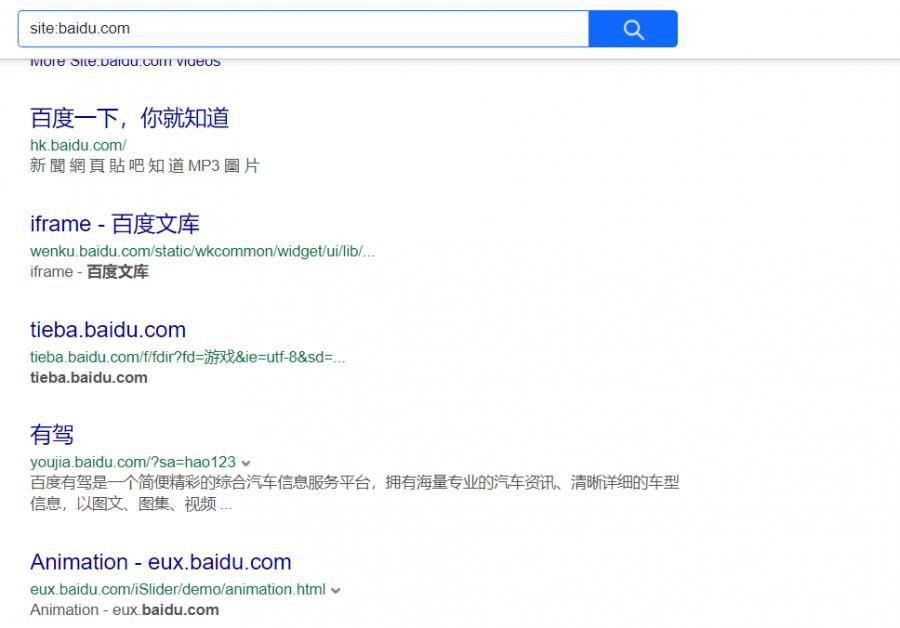 site:baidu.com
More Site:baidu.com videos
百度一下，你就知道
hk.baidu.com/
新 聞 網 頁 貼 吧 知 道 MP3 圖 片
iframe - 百度文库
wenku.baidu.com/static/wkcommon/widget/ui/lib/...
iframe - 百度文库
tieba.baidu.com
tieba.baidu.com/f/fdir?fd=游戏&ie=utf-8&sd=...
tieba.baidu.com
有驾
youjia.baidu.com/?sa=hao123
百度有驾是一个简便精彩的综合汽车信息服务平台，拥有海量专业的汽车资讯、清晰详细的车型
信息，以图文、图集、视频 ...
Animation - eux.baidu.com
eux.baidu.com/iSlider/demo/animation.html
Animation - eux.baidu.com